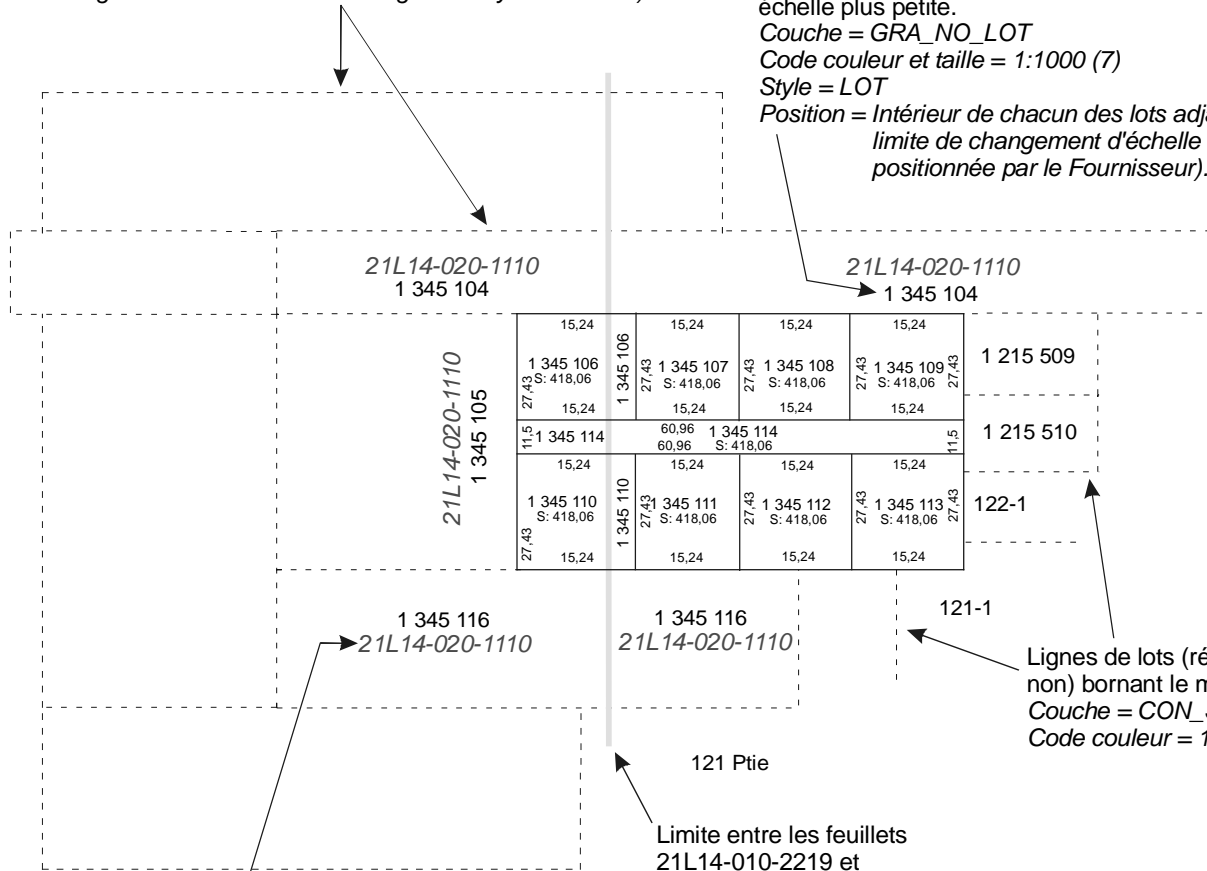 échelle plus petite.
Couche = GRA_NO_LOT
Code couleur et taille = 1:1000 (7)
Style = LOT
Position = Intérieur de chacun des lots
limite de changement d'échelle
positionnée par le Fournisseur).
21L14-020-1110
1 345 104
21L14-020-1110
1 345 104
21L14-020-1110
1 345 105
15,24
15,24
15,24
15,24
1 345 106
S: 418,06
27,43
1 345 106
27,43
1 345 107
S: 418,06
27,43
1 345 108
S: 418,06
27,43
1 345 109
S: 418,06
27,43
15,24
15,24
15,24
15,24
1 215 509
11,5
1 345 114
60,96
60,96
1 345 114
S: 418,06
11,5
1 215 510
15,24
15,24
15,24
15,24
1 345 110
S: 418,06
27,43
1 345 110
27,43
1 345 111
S: 418,06
27,43
1 345 112
S: 418,06
27,43
1 345 113
S: 418,06
27,43
15,24
15,24
15,24
15,24
122-1
1 345 116
21L14-020-1110
1 345 116
21L14-020-1110
121-1
Lignes de lots
non) bornant le
Couche =
Code couleur =
121 Ptie
Limite entre les feuillets
21L14-010-2219 et